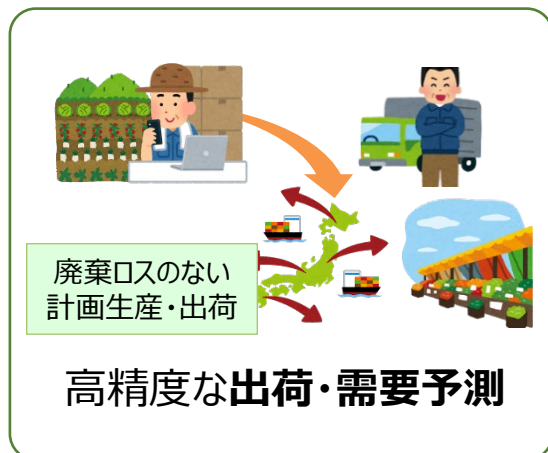 廃棄ロスのない
計画生産・出荷
高精度な出荷・需要予測